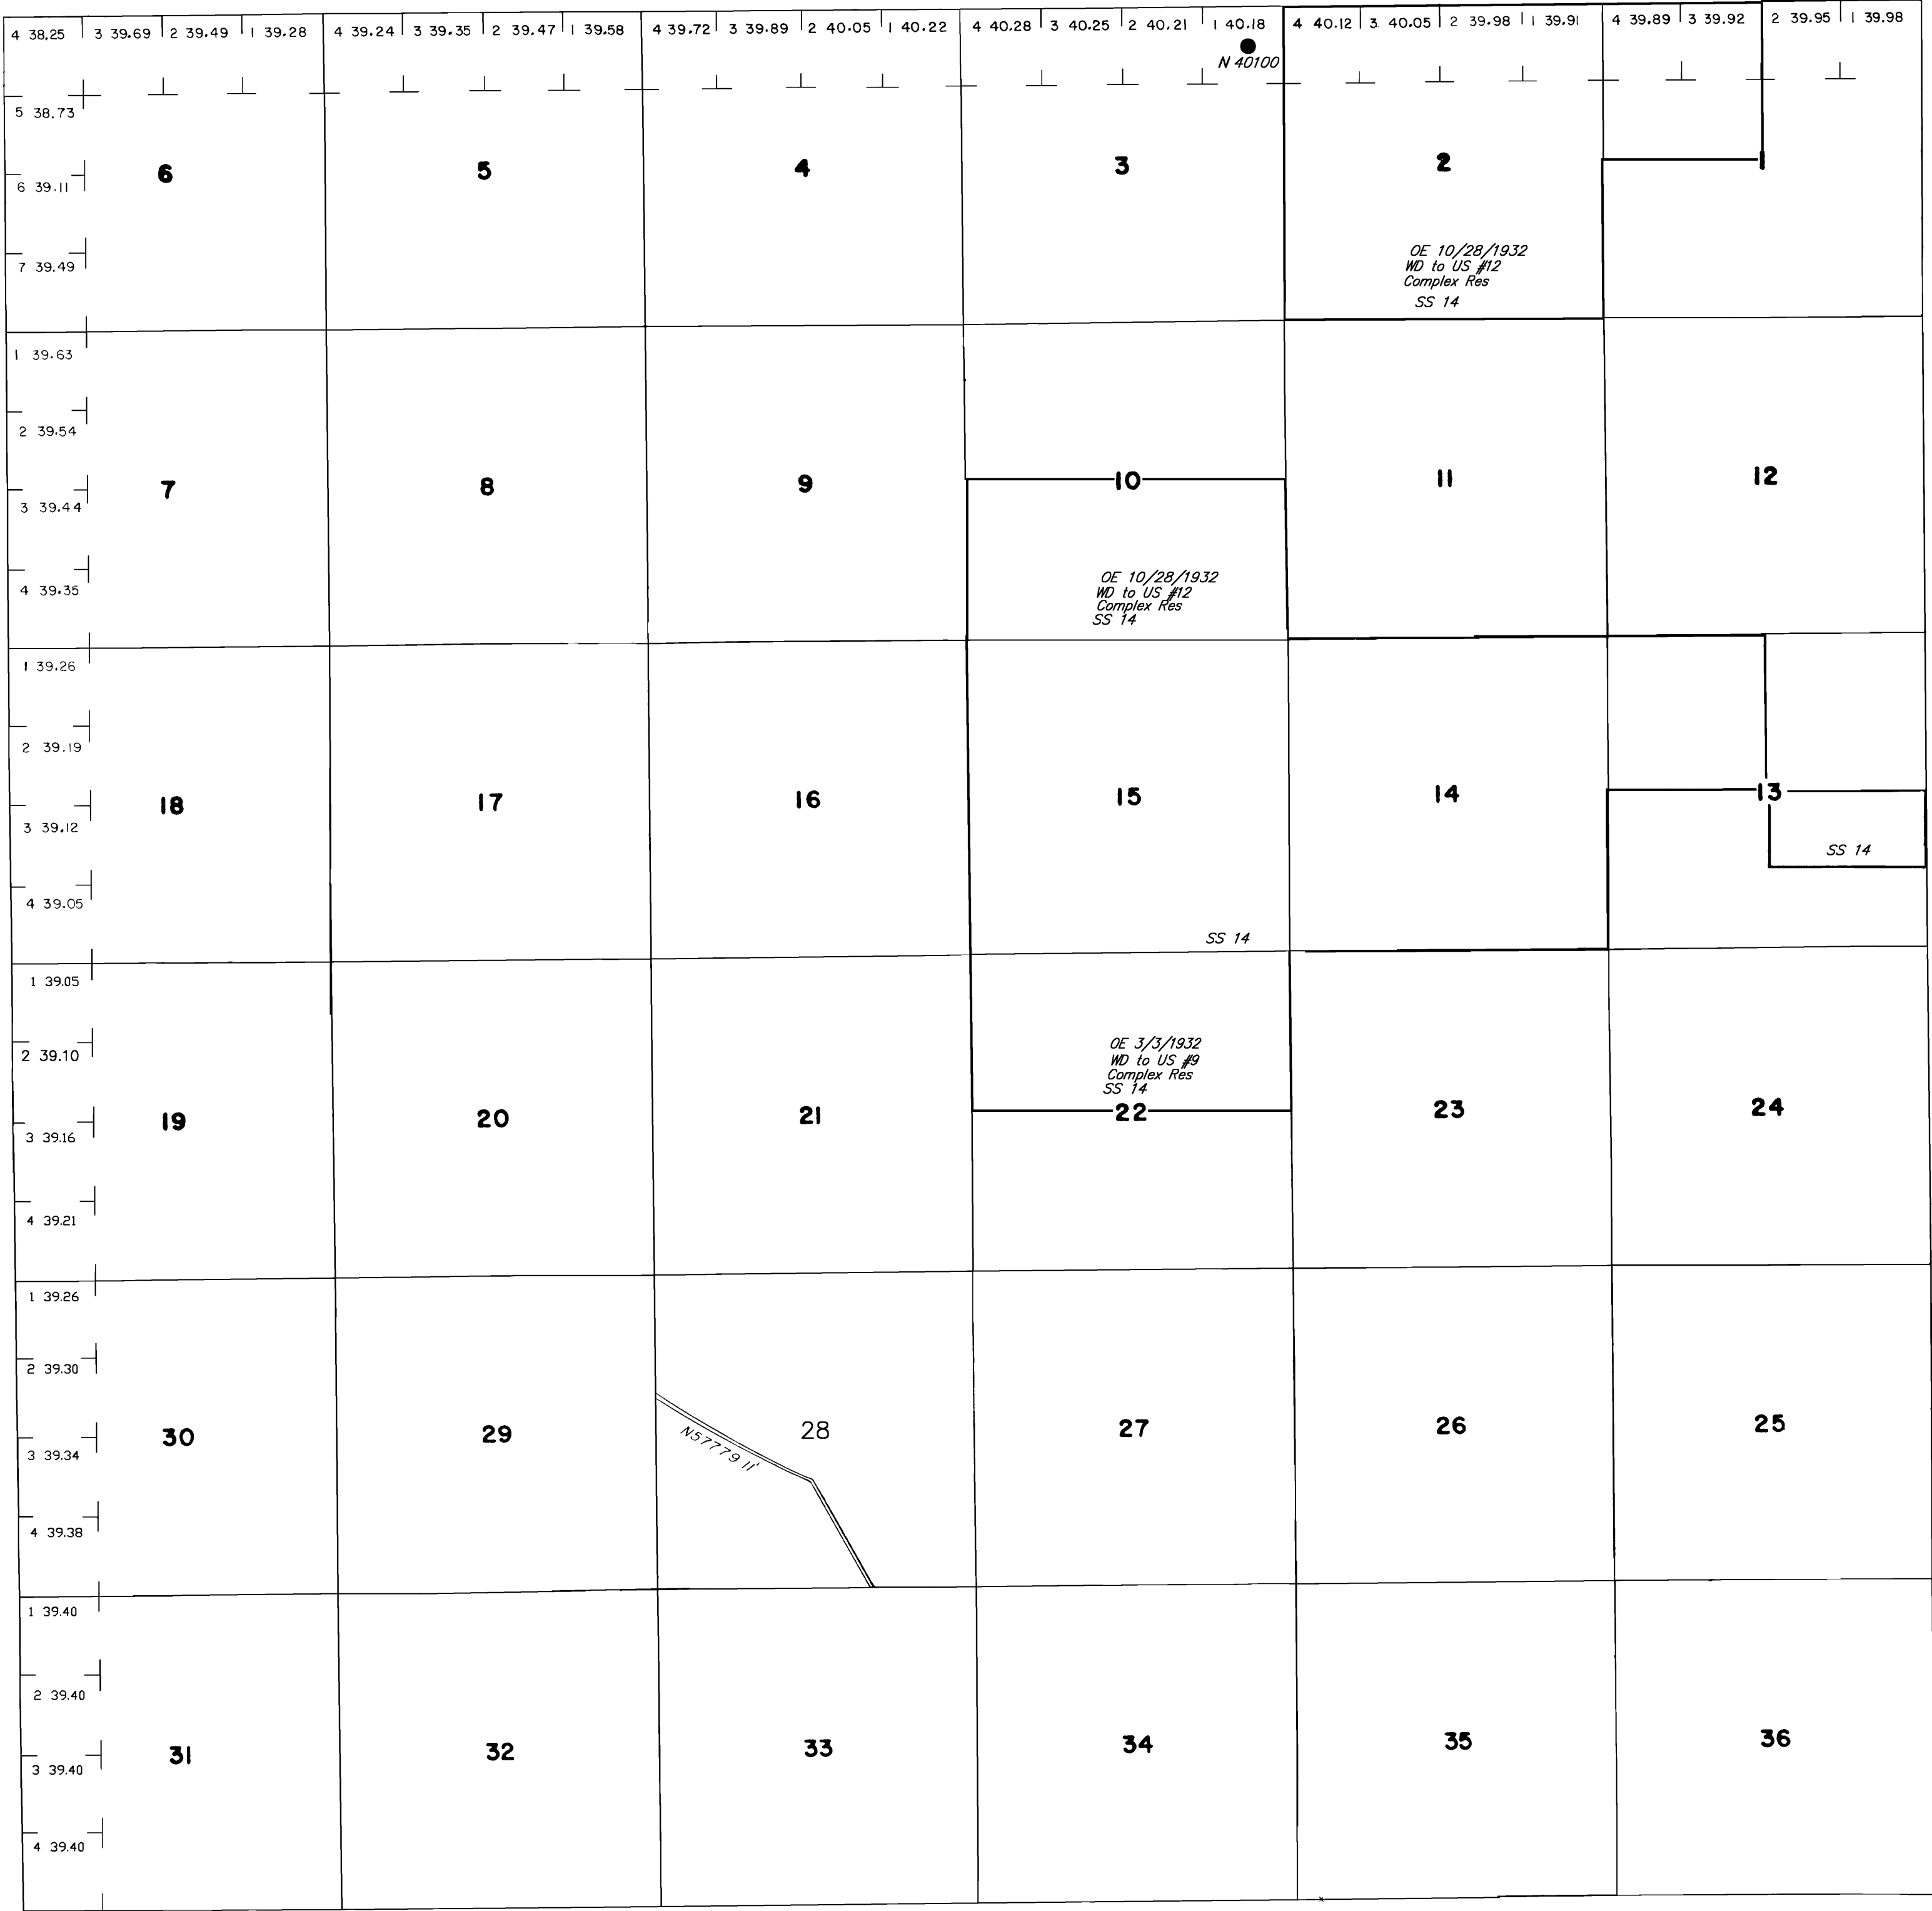 4 38.25 3 39.69 2 39.49 1 39.28 4 39.24 3 39.35 2 39.47 1 39.58 4 39.72 3 39.89 2 40.05 1 40.22 4 40.28 3 40.25 2 40.21 1 40.18 4 40.12 3 40.05 2 39.98 1 39.91 4 39.89 3 39.92 2 39.95 1 39.98
N 40100
5 38.73
6 39.11
6 5 4 3 2 1
7 39.49
OE 10/28/1932
WD to US #12
Complex Res
SS 14
1 39.63
2 39.54
3 39.44
7 8 9 10 11 12
4 39.35
OE 10/28/1932
WD to US #12
Complex Res
SS 14
1 39.26
2 39.19
3 39.12
18 17 16 15 14 13
SS 14
4 39.05
SS 14
1 39.05
2 39.10
OE 3/3/1932
WD to US #9
Complex Res
SS 14
3 39.16
19 20 21 22 23 24
4 39.21
1 39.26
2 39.30
3 39.34
30 29 28 27 26 25
N57779 11'
4 39.38
1 39.40
2 39.40
3 39.40
31 32 33 34 35 36
4 39.40